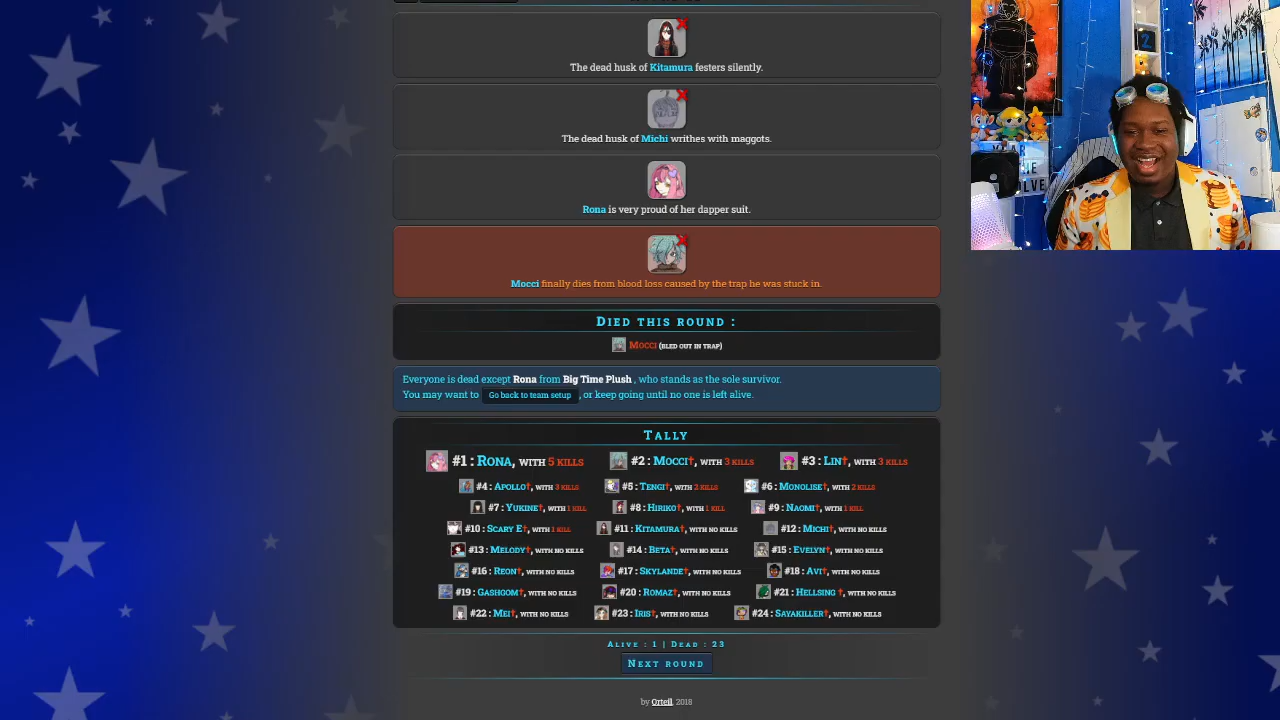 The dead husk of Kitamura festers silently.
The dead husk of Michi writhes with maggots.
Rona is very proud of her dapper suit.
Mocci finally dies from blood loss caused by the trap he was stuck in.
Died this round :
Mocci (bled out in trap)
Everyone is dead except Rona from Big Time Plush , who stands as the sole survivor.
You may want to Go back to team setup , or keep going until no one is left alive.
Tally
#1 : Rona, with 5 kills #2 : Mocci†, with 3 kills #3 : Lin†, with 3 kills
#4 : Apollo†, with 3 kills #5 : Tengi†, with 2 kills #6 : Monolise†, with 2 kills
#7 : Yukine†, with 1 kill #8 : Hiriko†, with 1 kill #9 : Naomi†, with 1 kill
#10 : Scary E†, with 1 kill #11 : Kitamura†, with no kills #12 : Michi†, with no kills
#13 : Melody†, with no kills #14 : Beta†, with no kills #15 : Evelyn†, with no kills
#16 : Reon†, with no kills #17 : Skylande†, with no kills #18 : Avi†, with no kills
#19 : Gashgom†, with no kills #20 : Romaz†, with no kills #21 : Hellsing †, with no kills
#22 : Mei†, with no kills #23 : Iris†, with no kills #24 : Sayakiller†, with no kills
Alive : 1 | Dead : 23
Next round
by Orteil, 2018